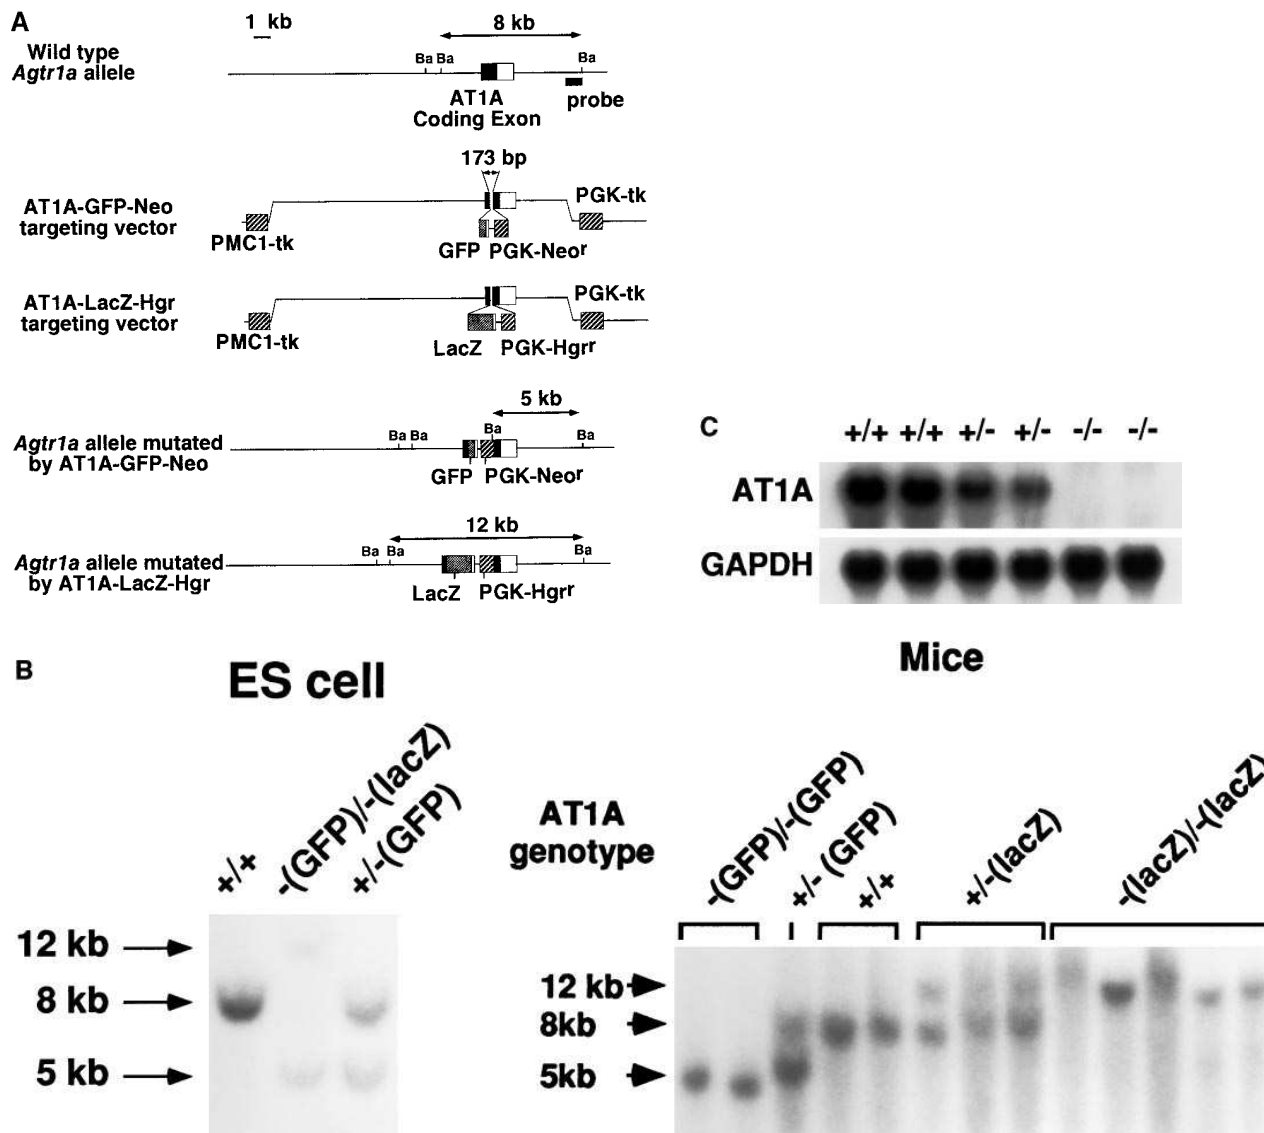 A
1 kb
8 kb
Wild type
Agtr1a allele
Ba Ba
Ba
AT1A
Coding Exon
probe
173 bp
AT1A-GFP-Neo
targeting vector
PGK-tk
PMC1-tk
GFP PGK-Neor
AT1A-LacZ-Hgr
targeting vector
PGK-tk
PMC1-tk
LacZ PGK-Hgrr
5 kb
Agtr1a allele mutated
by AT1A-GFP-Neo
Ba Ba
Ba
Ba
GFP PGK-Neor
12 kb
Agtr1a allele mutated
by AT1A-LacZ-Hgr
Ba Ba
Ba
LacZ PGK-Hgrr
C
+/+ +/+ +/- +/- -/- -/-
AT1A
GAPDH
B
ES cell
+/+
-(GFP)/-(lacZ)
+/-(GFP)
12 kb
8 kb
5 kb
Mice
AT1A
genotype
-(GFP)/-(GFP)
+/- (GFP)
+/+
+/-(lacZ)
-(lacZ)/-(lacZ)
12 kb
8kb
5kb